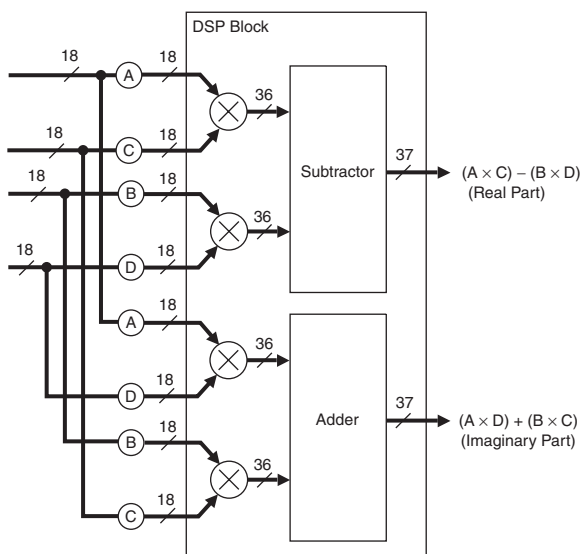 DSP Block
18
A
18
36
18
C
18
Subtractor
37
(A × C) – (B × D)
(Real Part)
18
B
18
36
18
D
18
18
A
36
18
D
Adder
37
(A × D) + (B × C)
(Imaginary Part)
18
B
36
18
C